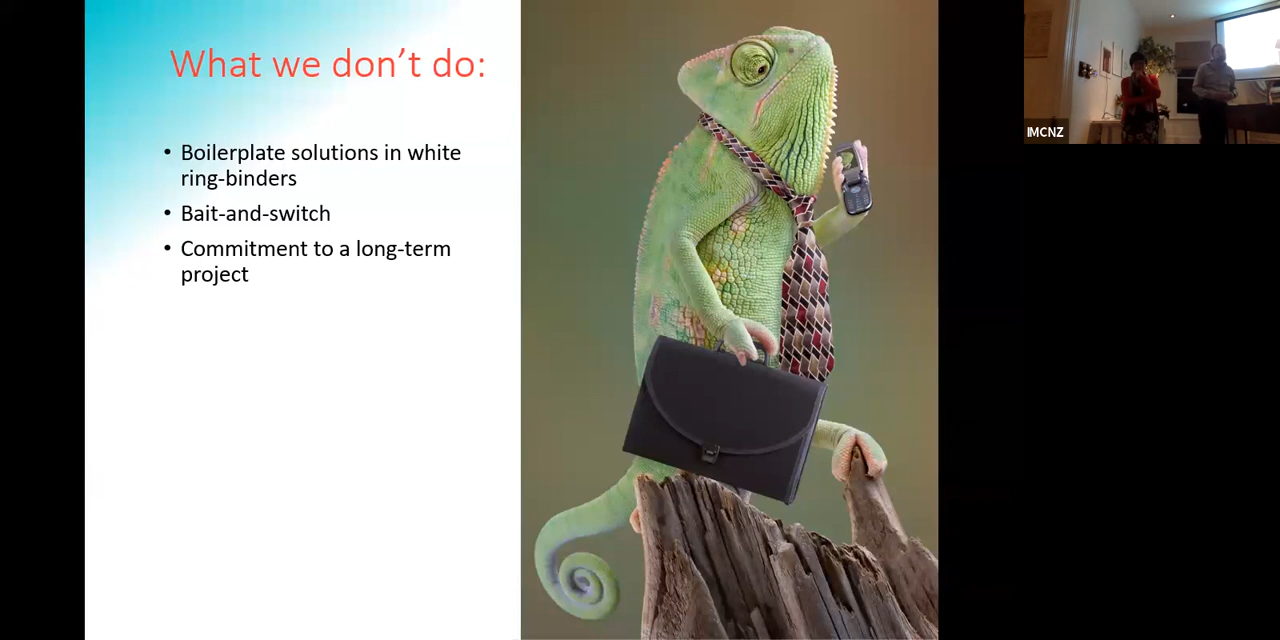 What we don’t do:
• Boilerplate solutions in white
ring-binders
• Bait-and-switch
• Commitment to a long-term
project
IMCNZ